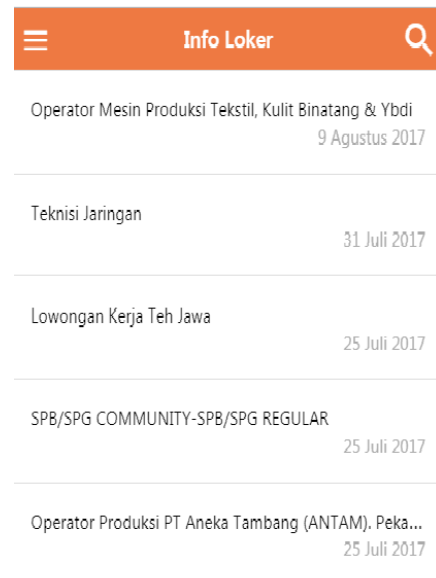 Info Loker
Operator Mesin Produksi Tekstil, Kulit Binatang & Ybdi
9 Agustus 2017
Teknisi Jaringan
31 Juli 2017
Lowongan Kerja Teh Jawa
25 Juli 2017
SPB/SPG COMMUNITY-SPB/SPG REGULAR
25 Juli 2017
Operator Produksi PT Aneka Tambang (ANTAM). Peka...
25 Juli 2017